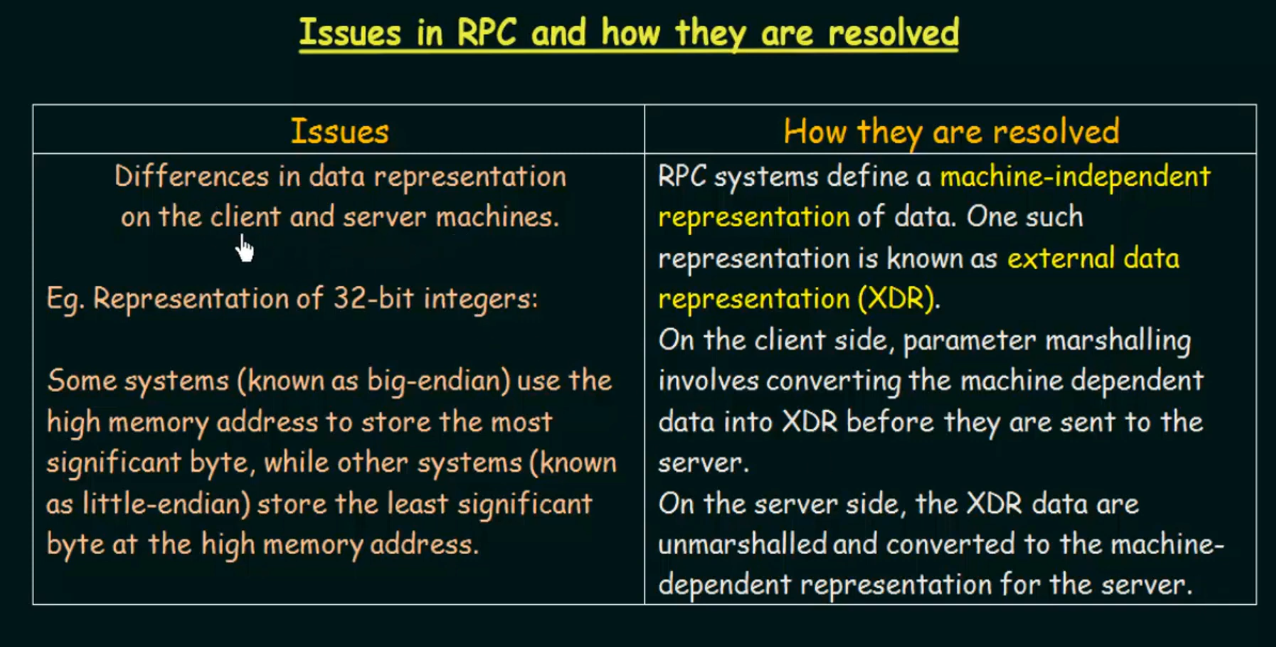 Issues in RPC and how they are resolved
Issues
How they are resolved
Differences in data representation
on the client and server machines.
Eg. Representation of 32-bit integers:
Some systems (known as big-endian) use the
high memory address to store the most
significant byte, while other systems (known
as little-endian) store the least significant
byte at the high memory address.
RPC systems define a machine-independent
representation of data. One such
representation is known as external data
representation (XDR).
On the client side, parameter marshalling
involves converting the machine dependent
data into XDR before they are sent to the
server.
On the server side, the XDR data are
unmarshalled and converted to the machine-
dependent representation for the server.